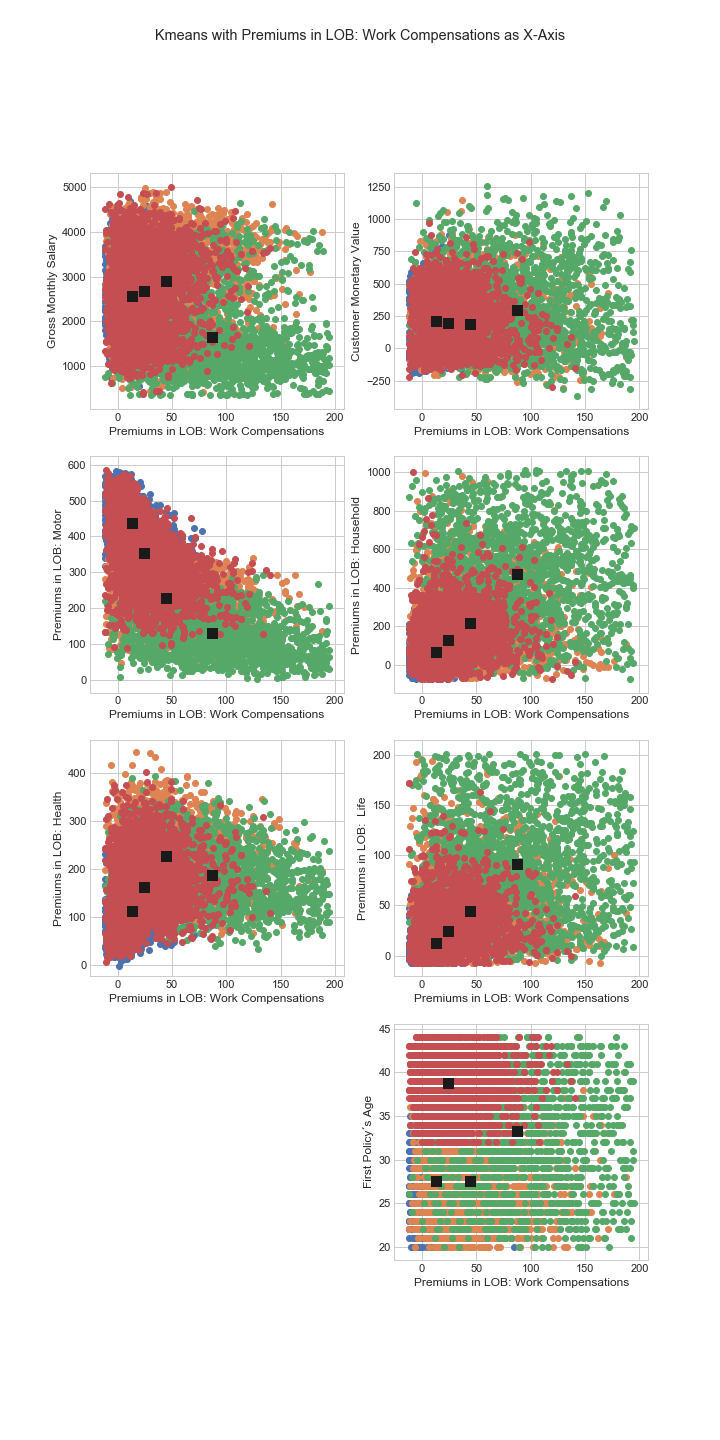 Kmeans with Premiums in LOB: Work Compensations as X-Axis
5000
4000
3000
2000
1000
Gross Monthly Salary
0 50 100 150 200
Premiums in LOB: Work Compensations
1250
1000
750
500
250
0
−250
Customer Monetary Value
0 50 100 150 200
Premiums in LOB: Work Compensations
600
500
400
300
200
100
0
Premiums in LOB: Motor
0 50 100 150 200
Premiums in LOB: Work Compensations
1000
800
600
400
200
0
Premiums in LOB: Household
0 50 100 150 200
Premiums in LOB: Work Compensations
400
300
200
100
0
Premiums in LOB: Health
0 50 100 150 200
Premiums in LOB: Work Compensations
200
150
100
50
0
Premiums in LOB:  Life
0 50 100 150 200
Premiums in LOB: Work Compensations
45
40
35
30
25
20
First Policy´s Age
0 50 100 150 200
Premiums in LOB: Work Compensations